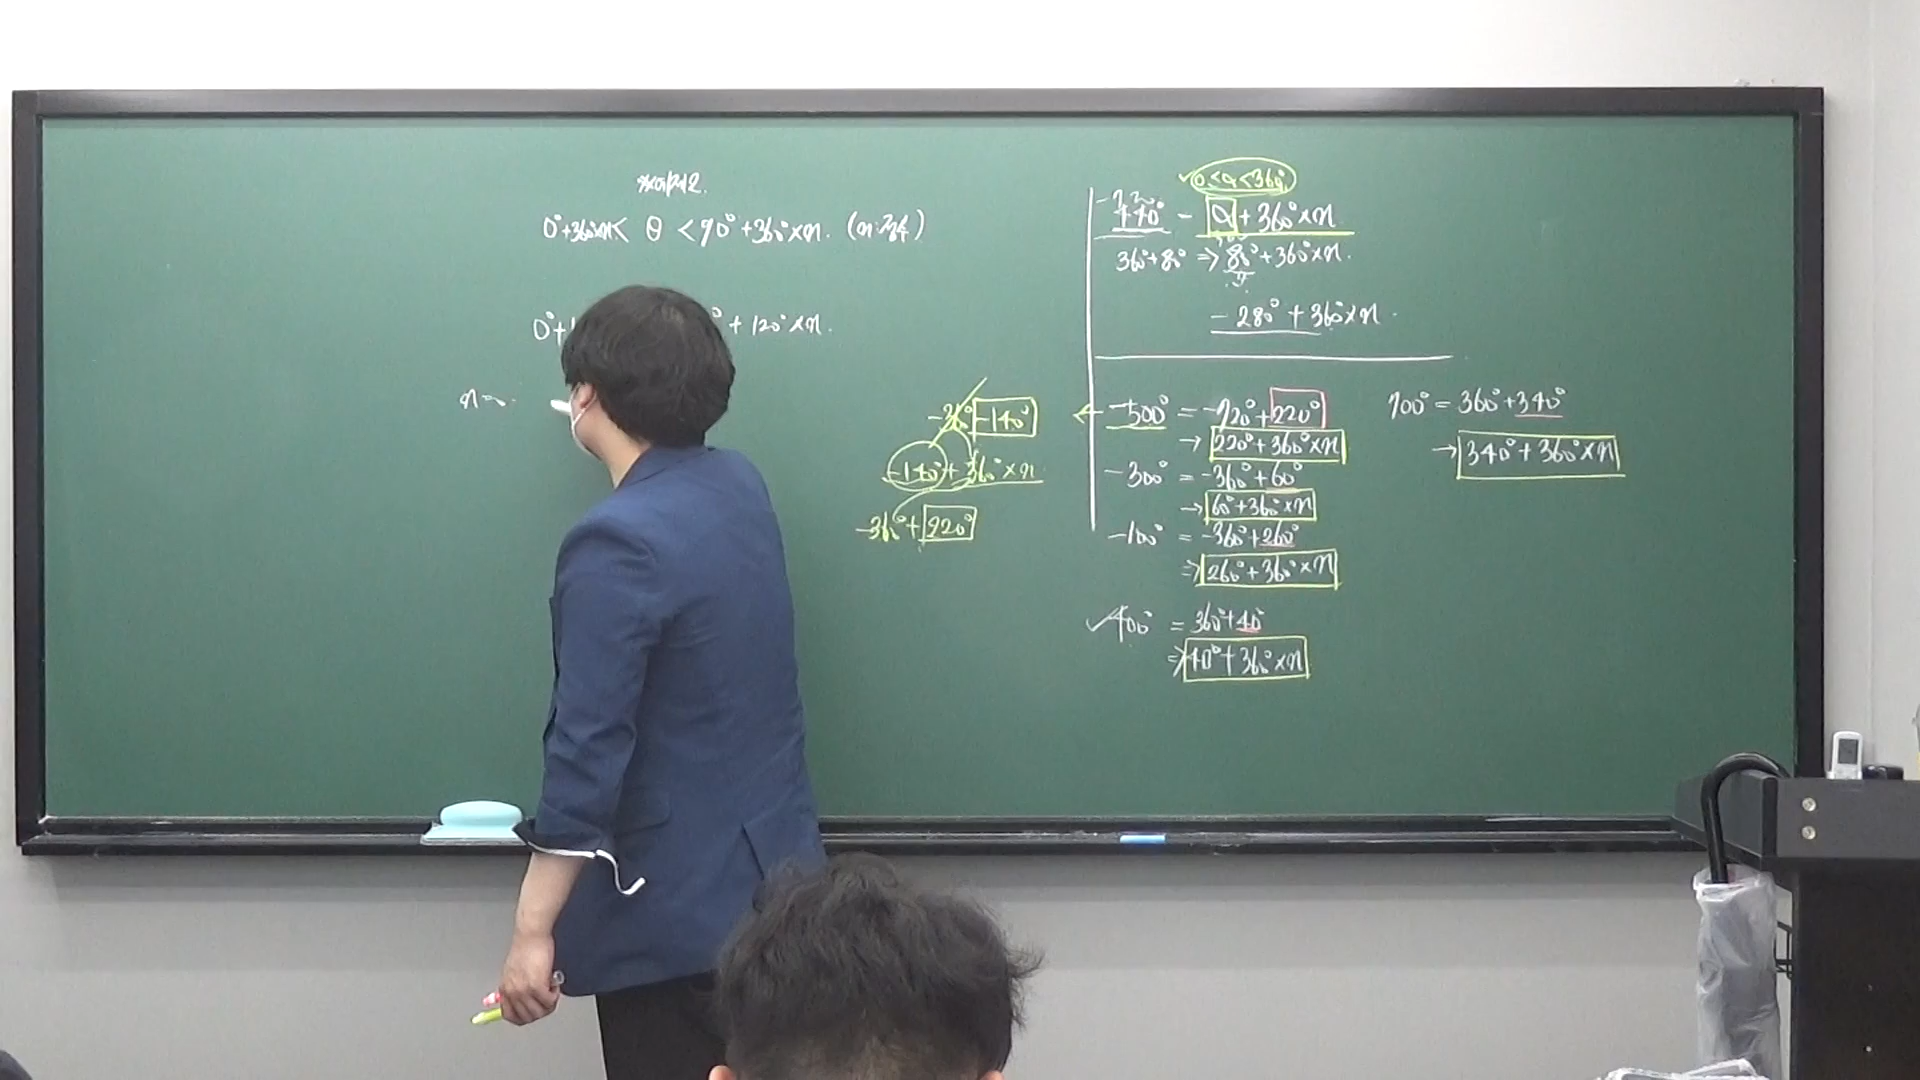 0°+360°×n < θ < 90°+360°×n. (n:정수)
+ 120°×n.
n=0.
-360° -140°
-140°+360°×n
-360°+220°
0≤α<360°
-720°
440° - α+360°×n
360°+80° ⇒ 80°+360°×n.
-280°+360°×n.
-500° = -720°+220°
→ 220°+360°×n
-300° = -360°+60°
→ 60°+360°×n
-100° = -360°+260°
⇒ 260°+360°×n
✓400° = 360°+40°
⇒ 40°+360°×n
700° = 360°+340°
→ 340°+360°×n